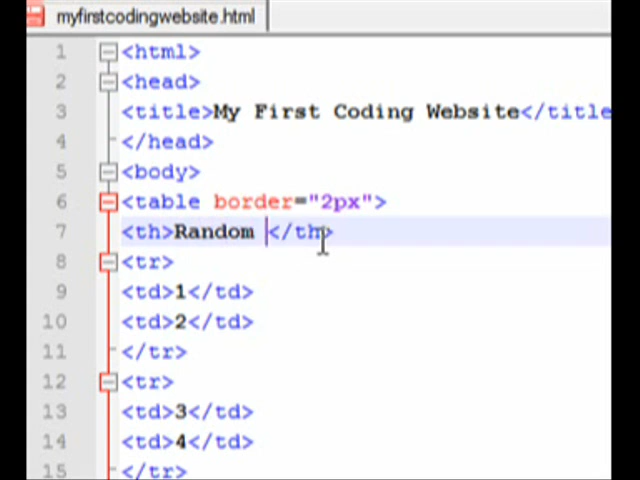 myfirstcodingwebsite.html
1 <html>
2 <head>
3 <title>My First Coding Website</title
4 </head>
5 <body>
6 <table border="2px">
7 <th>Random </th>
8 <tr>
9 <td>1</td>
10 <td>2</td>
11 </tr>
12 <tr>
13 <td>3</td>
14 <td>4</td>
15 </tr>